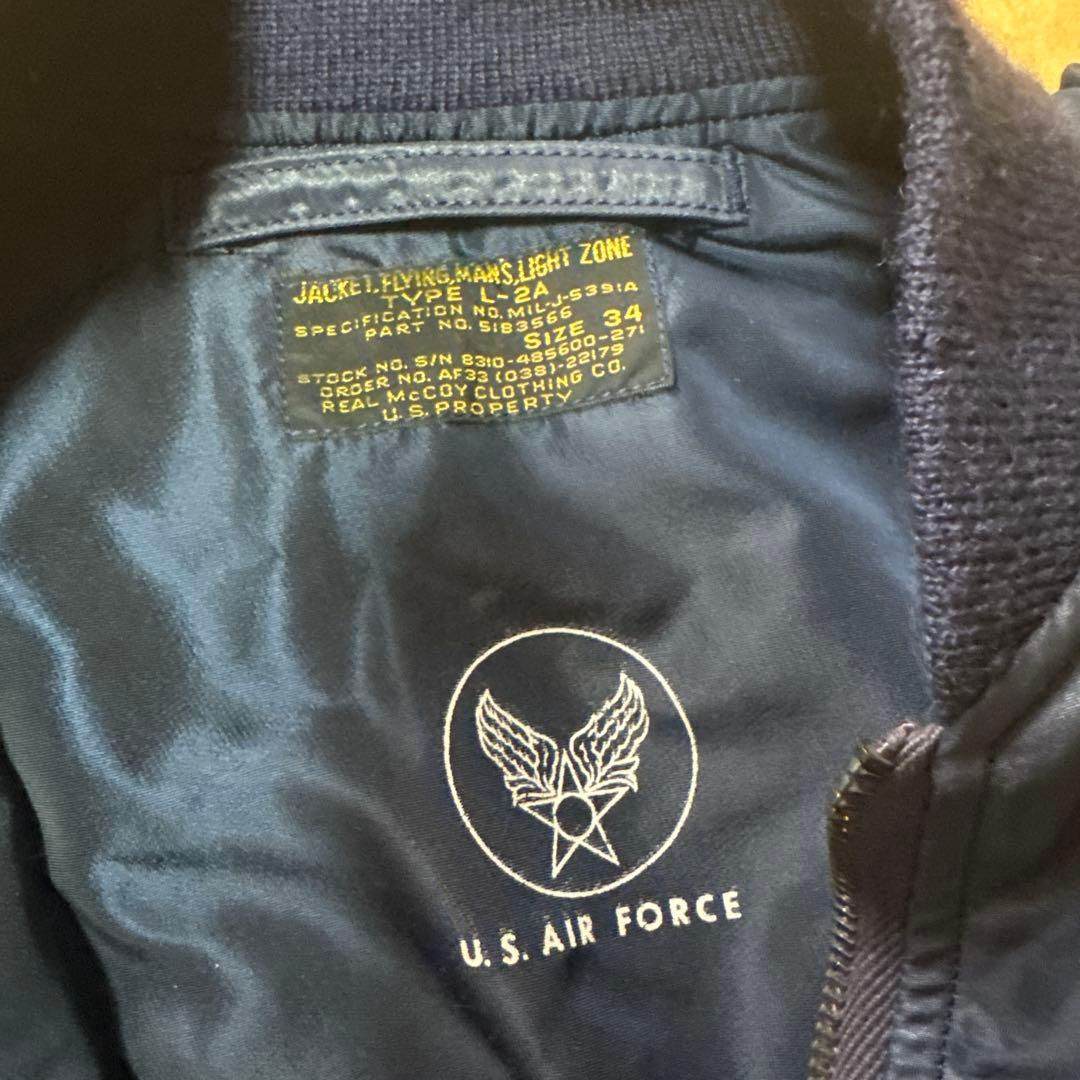 JACKET, FLYING, MAN'S, LIGHT ZONE
TYPE L-2A
SPECIFICATION NO. MIL-J-5391A
PART NO. 5183566
SIZE 34
STOCK NO. S/N 8310-485600-271
ORDER NO. AF33 (038)-22179
REAL McCOY CLOTHING CO.
U.S. PROPERTY
U. S. AIR FORCE